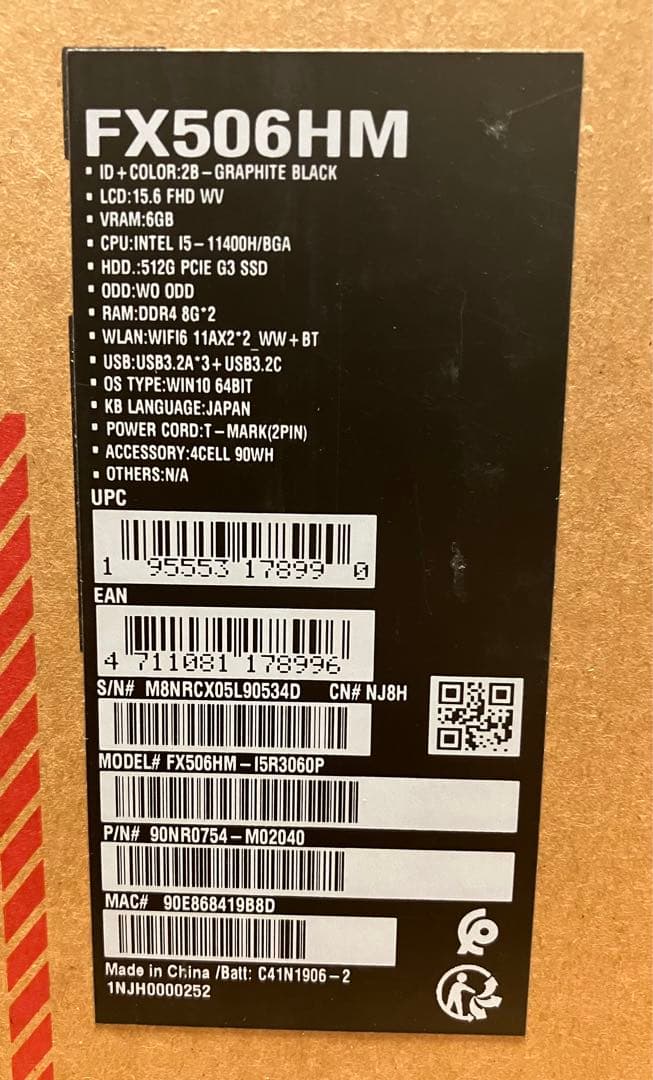 FX506HM
▪ ID+COLOR:2B-GRAPHITE BLACK
▪ LCD:15.6 FHD WV
▪ VRAM:6GB
▪ CPU:INTEL I5-11400H/BGA
▪ HDD.:512G PCIE G3 SSD
▪ ODD:WO ODD
▪ RAM:DDR4 8G*2
▪ WLAN:WIFI6 11AX2*2_WW+BT
▪ USB:USB3.2A*3+USB3.2C
▪ OS TYPE:WIN10 64BIT
▪ KB LANGUAGE:JAPAN
▪ POWER CORD:T-MARK(2PIN)
▪ ACCESSORY:4CELL 90WH
▪ OTHERS:N/A
UPC
1 95553 17899 0
EAN
4 711081 178996
S/N# M8NRCX05L90534D CN# NJ8H
MODEL# FX506HM-I5R3060P
P/N# 90NR0754-M02040
MAC# 90E868419B8D
Made in China /Batt: C41N1906-2
1NJH0000252